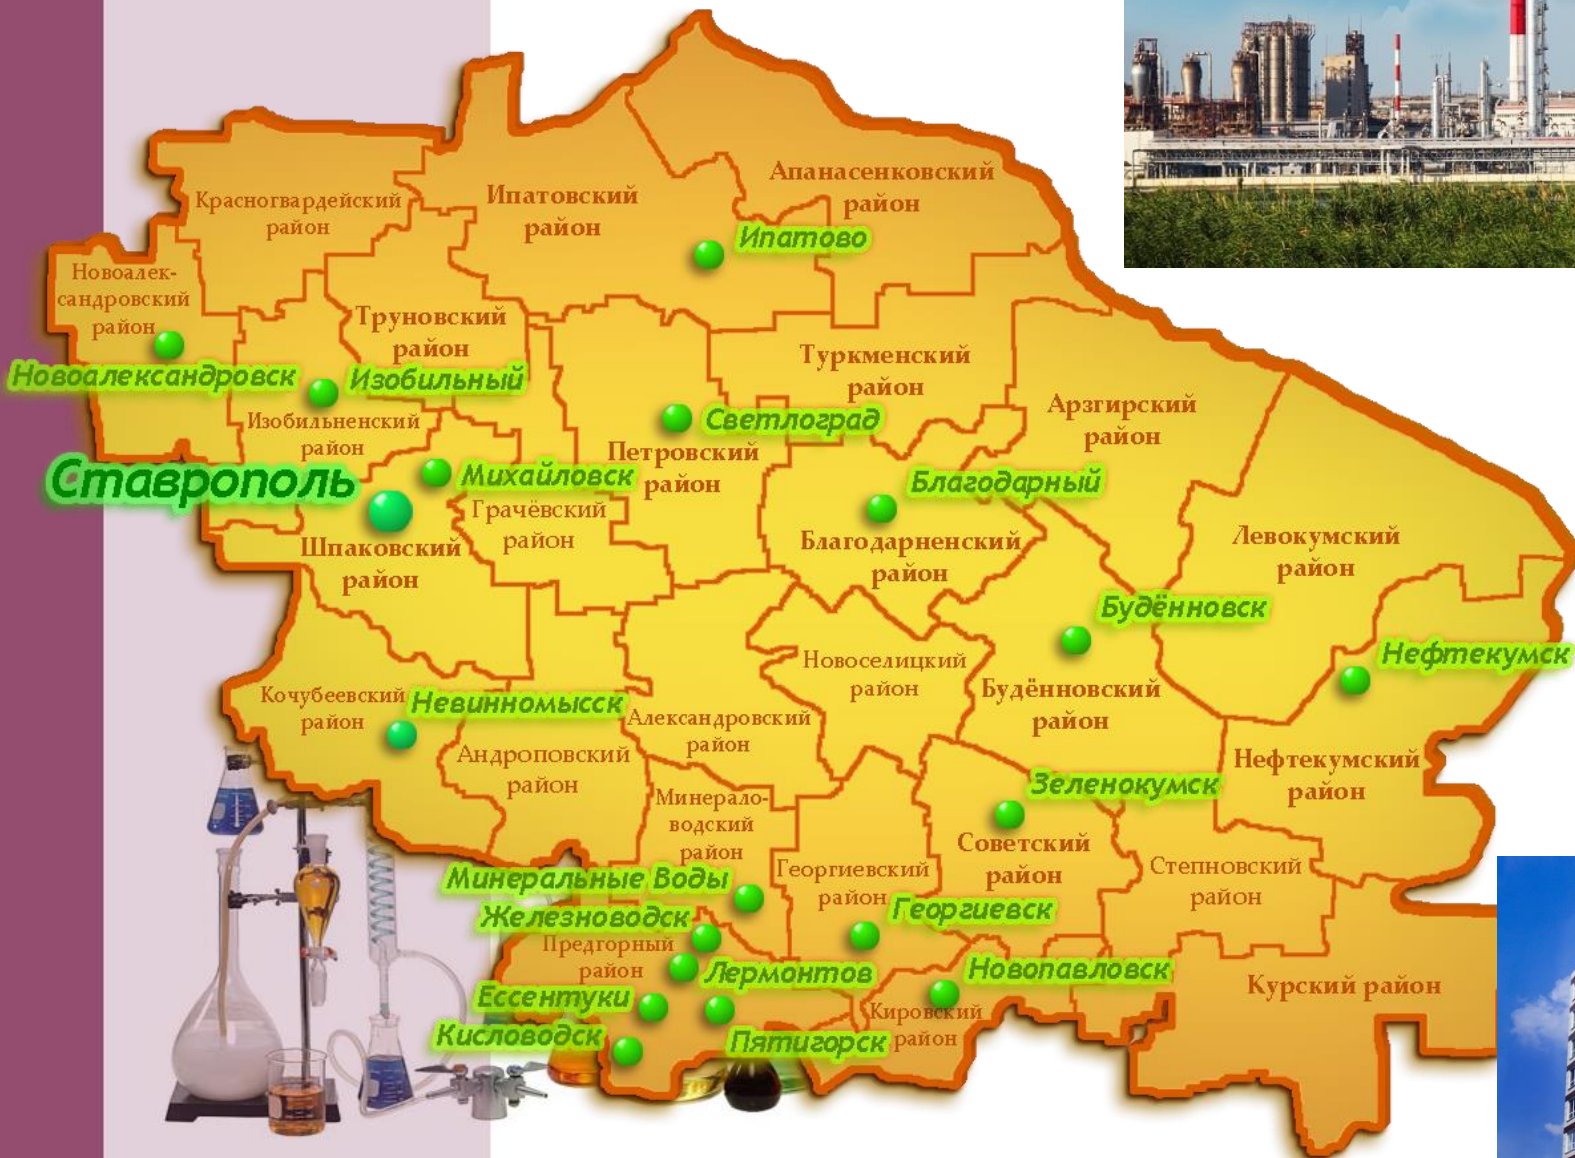 Апанасенковский
район
Ипатовский
район
Красногвардейский
район
Ипатово
Новоалек-
сандровский
район
Труновский
район
Туркменский
район
Новоалександровск
Изобильный
Арзгирский
район
Изобильненский
район
Светлоград
Петровский
район
Ставрополь
Михайловск
Благодарный
Грачёвский
район
Шпаковский
район
Благодарненский
район
Левокумский
район
Будённовск
Нефтекумск
Новоселицкий
район
Будённовский
район
Кочубеевский
район
Невинномысск
Александровский
район
Андроповский
район
Нефтекумский
район
Зеленокумск
Минерало-
водский
район
Советский
район
Георгиевский
район
Степновский
район
Минеральные Воды
Железноводск
Георгиевск
Предгорный
район
Лермонтов
Новопавловск
Курский район
Ессентуки
Кировский
район
Кисловодск
Пятигорск